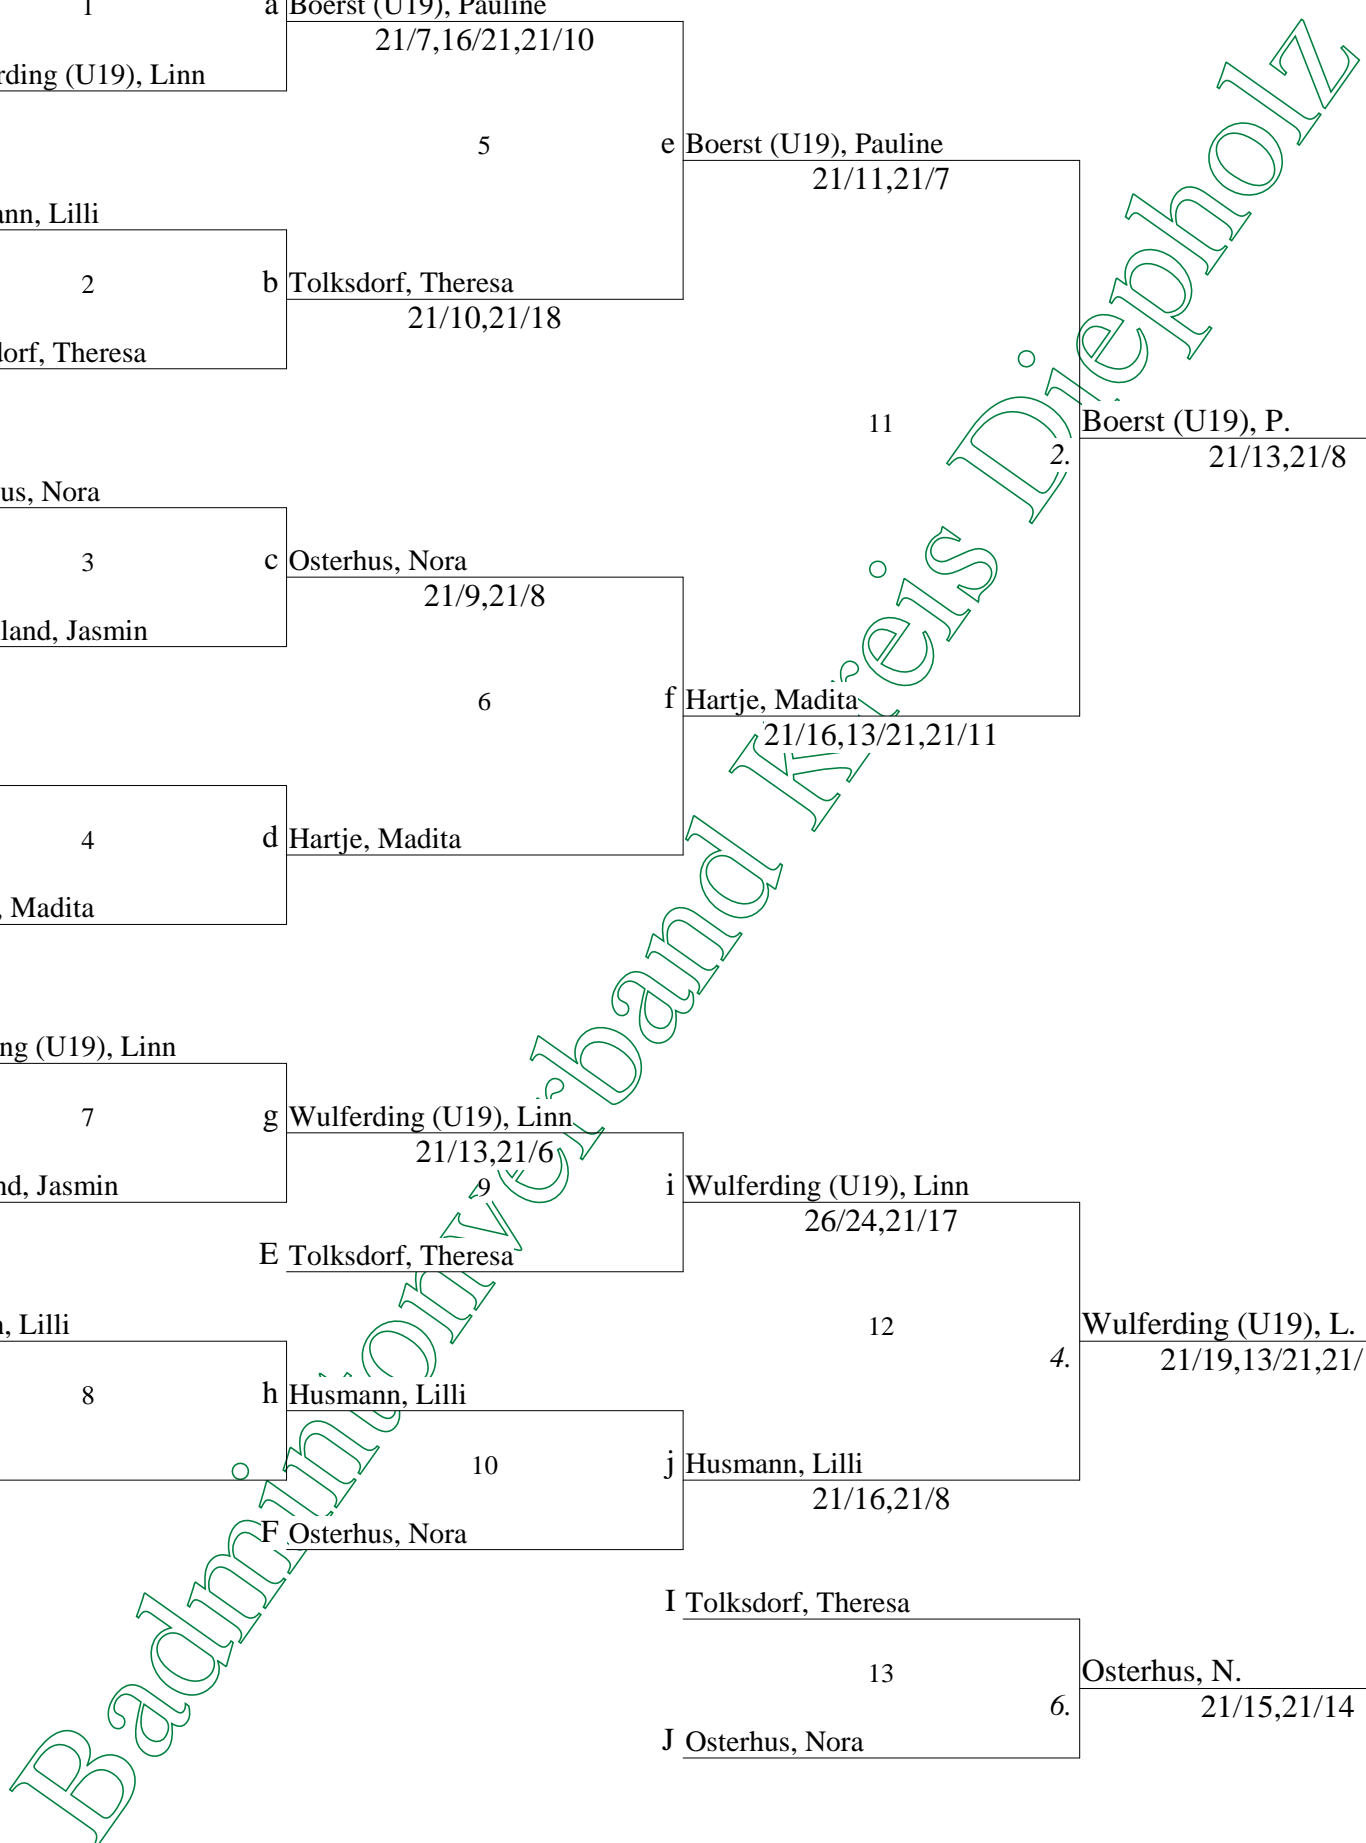 1
a Boerst (U19), Pauline
21/7,16/21,21/10
rding (U19), Linn
5
e Boerst (U19), Pauline
21/11,21/7
ann, Lilli
2
b Tolksdorf, Theresa
21/10,21/18
dorf, Theresa
11
Boerst (U19), P.
2.
21/13,21/8
us, Nora
3
c Osterhus, Nora
21/9,21/8
land, Jasmin
6
f Hartje, Madita
21/16,13/21,21/11
4
d Hartje, Madita
, Madita
ng (U19), Linn
7
g Wulferding (U19), Linn
21/13,21/6
9
nd, Jasmin
i Wulferding (U19), Linn
26/24,21/17
E Tolksdorf, Theresa
n, Lilli
12
Wulferding (U19), L.
4.
21/19,13/21,21/
8
h Husmann, Lilli
10
j Husmann, Lilli
21/16,21/8
F Osterhus, Nora
I Tolksdorf, Theresa
13
Osterhus, N.
6.
21/15,21/14
J Osterhus, Nora
Badmintonverband Kreis Diepholz